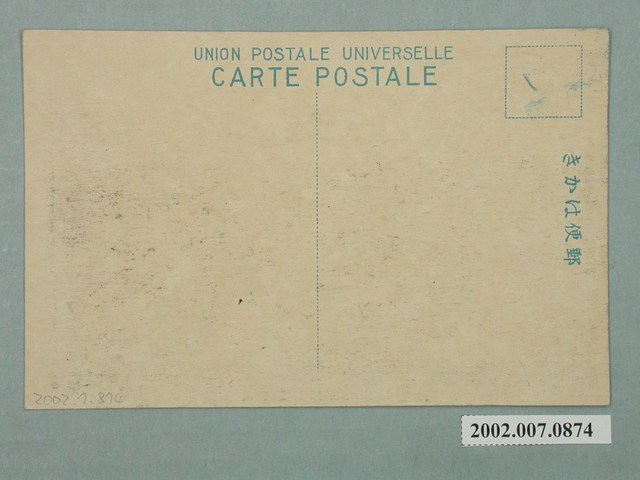 UNION POSTALE UNIVERSELLE
CARTE POSTALE
きかは便郵
2002.7.874
2002.007.0874